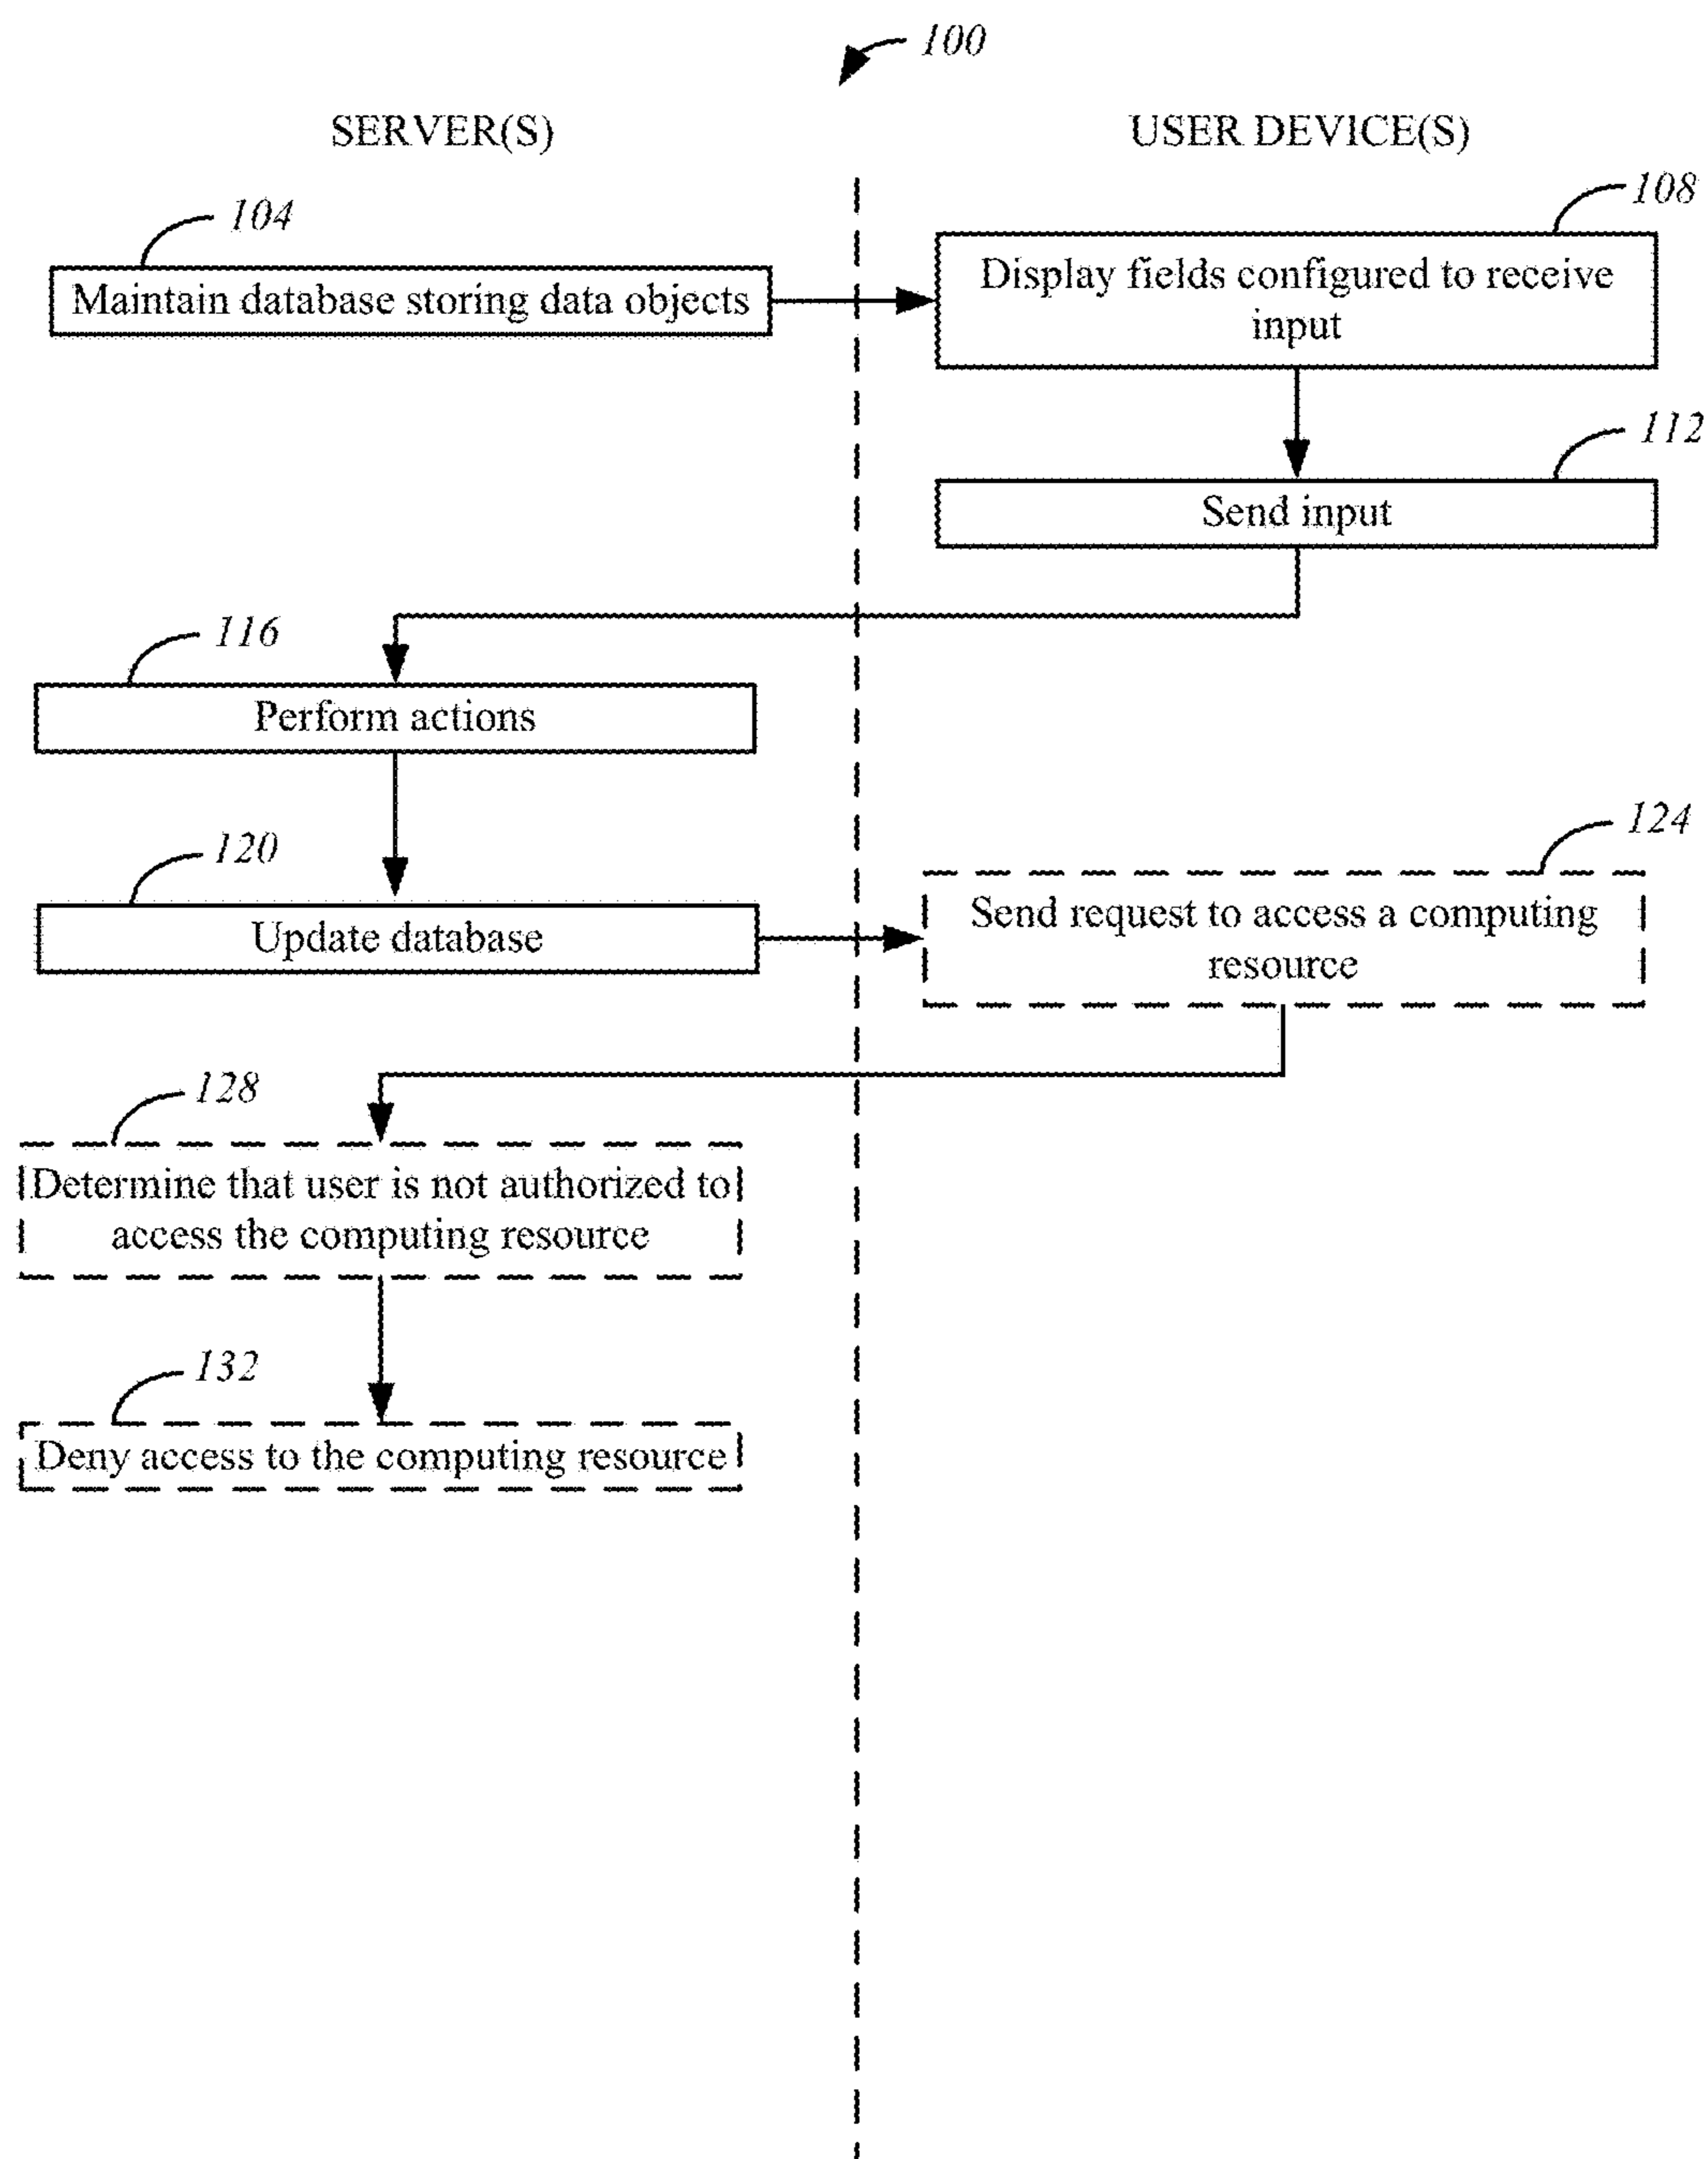 100
SERVER(S)
USER DEVICE(S)
104
108
Maintain database storing data objects
Display fields configured to receive
input
112
Send input
116
Perform actions
120
124
Update database
Send request to access a computing
resource
128
Determine that user is not authorized to
access the computing resource
132
Deny access to the computing resource